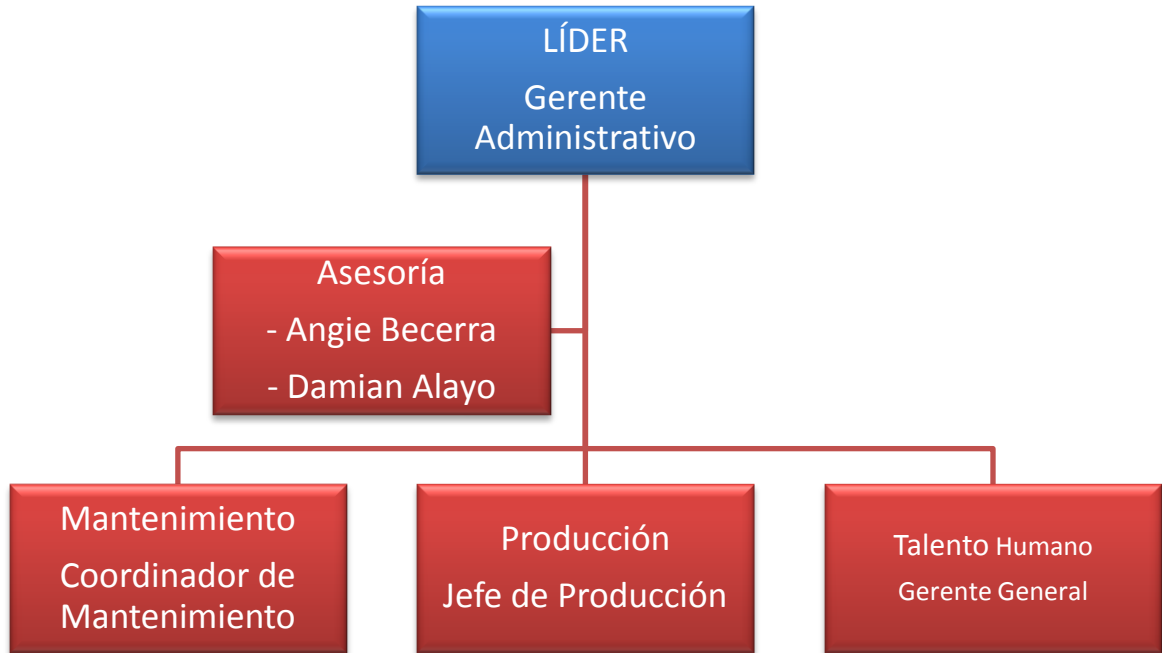 LÍDER
Gerente
Administrativo
Asesoría
- Angie Becerra
- Damian Alayo
Mantenimiento
Coordinador de
Mantenimiento
Producción
Jefe de Producción
Talento Humano
Gerente General